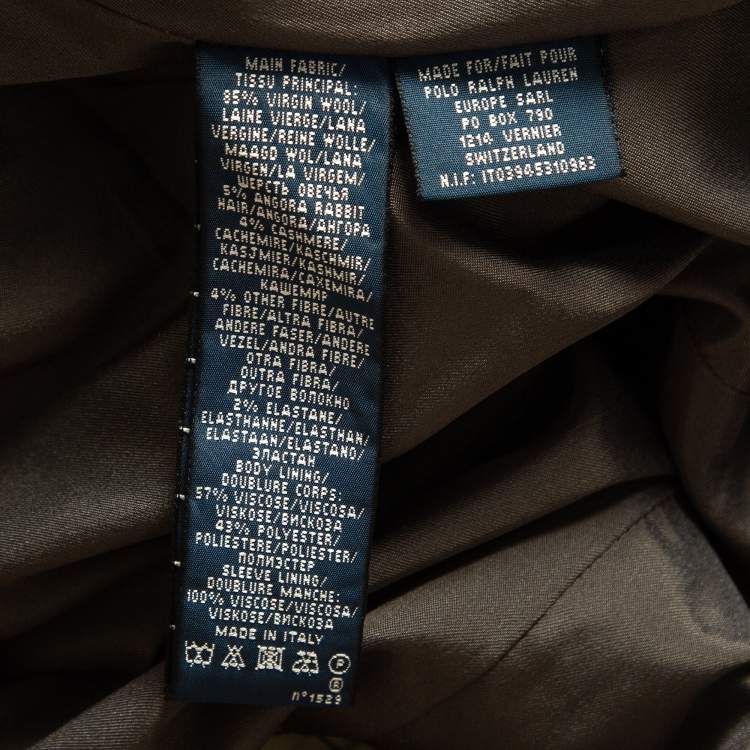 MAIN FABRIC/
TISSU PRINCIPAL:
85% VIRGIN WOOL/
LAINE VIERGE/LANA
VERGINE/REINE WOLLE/
MAAGD WOL/LANA
VIRGEN/LA VIRGEM/
ШЕРСТЬ ОВЕЧЬЯ
5% ANGORA RABBIT
HAIR/ANGORA/АНГОРА
4% CASHMERE/
CACHEMIRE/KASCHMIR/
KASJMIER/KASHMIR/
CACHEMIRA/CAXEMIRA/
КАШЕМИР
4% OTHER FIBRE/AUTRE
FIBRE/ALTRA FIBRA/
ANDERE FASER/ANDERE
VEZEL/ANDRA FIBRE/
OTRA FIBRA/
OUTRA FIBRA/
ДРУГОЕ ВОЛОКНО
2% ELASTANE/
ELASTHANNE/ELASTHAN/
ELASTAAN/ELASTANO/
ЭЛАСТАН
BODY LINING/
DOUBLURE CORPS:
57% VISCOSE/VISCOSA/
VISKOSE/ВИСКОЗА
43% POLYESTER/
POLIESTERE/POLIESTER/
ПОЛИЭСТЕР
SLEEVE LINING/
DOUBLURE MANCHE:
100% VISCOSE/VISCOSA/
VISKOSE/ВИСКОЗА
MADE IN ITALY
P
R
n°1529
MADE FOR/FAIT POUR
POLO RALPH LAUREN
EUROPE SARL
PO BOX 790
1214 VERNIER
SWITZERLAND
N.I.F: IT03945310963